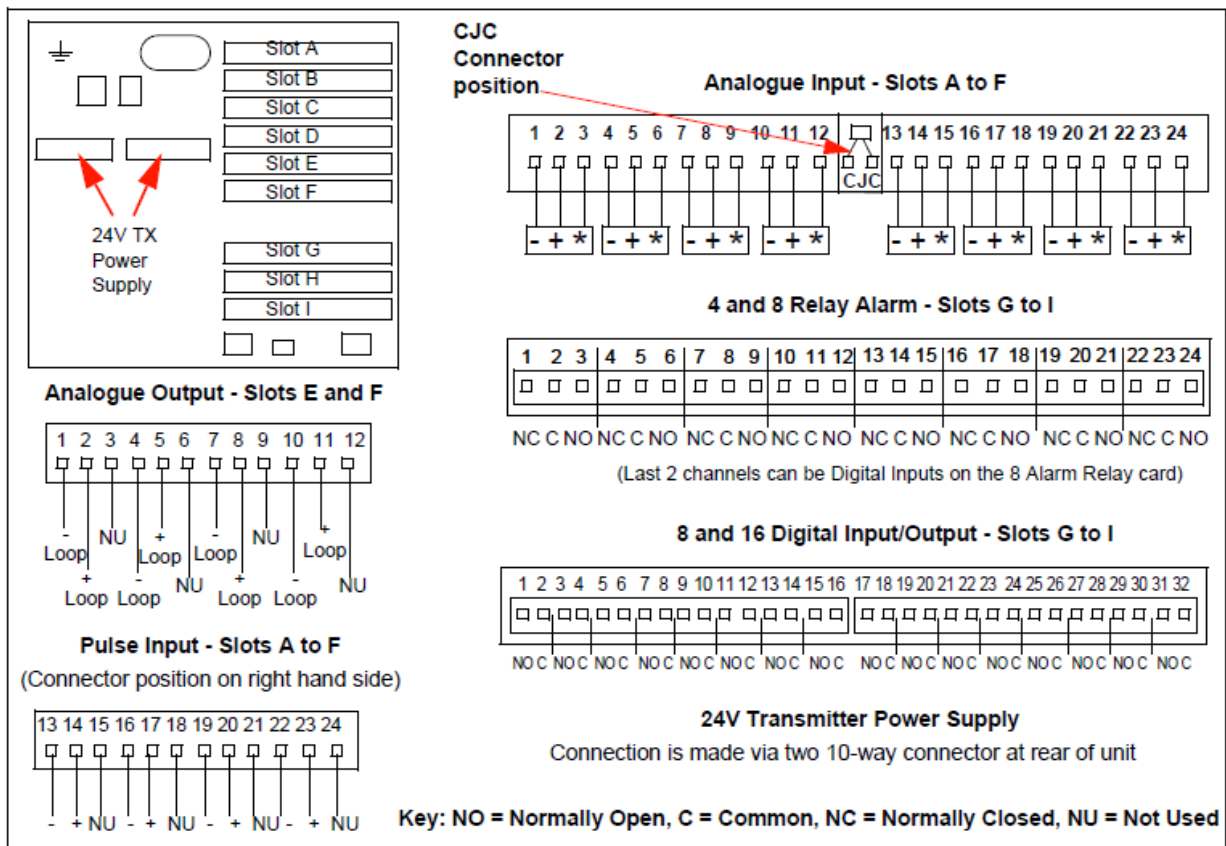 Slot A
Slot B
Slot C
Slot D
Slot E
Slot F
Slot G
Slot H
Slot I
24V TX
Power
Supply
CJC
Connector
position
Analogue Input - Slots A to F
1 2 3 4 5 6 7 8 9 10 11 12 13 14 15 16 17 18 19 20 21 22 23 24
CJC
- + * - + * - + * - + * - + * - + * - + * - + *
4 and 8 Relay Alarm - Slots G to I
1 2 3 4 5 6 7 8 9 10 11 12 13 14 15 16 17 18 19 20 21 22 23 24
NC C NO NC C NO NC C NO NC C NO NC C NO NC C NO NC C NO NC C NO
(Last 2 channels can be Digital Inputs on the 8 Alarm Relay card)
Analogue Output - Slots E and F
1 2 3 4 5 6 7 8 9 10 11 12
- NU + - NU +
Loop Loop Loop Loop
+ - NU + - NU
Loop Loop Loop Loop
8 and 16 Digital Input/Output - Slots G to I
1 2 3 4 5 6 7 8 9 10 11 12 13 14 15 16 17 18 19 20 21 22 23 24 25 26 27 28 29 30 31 32
NO C NO C NO C NO C NO C NO C NO C NO C NO C NO C NO C NO C NO C NO C NO C NO C
Pulse Input - Slots A to F
(Connector position on right hand side)
13 14 15 16 17 18 19 20 21 22 23 24
- + NU - + NU - + NU - + NU
24V Transmitter Power Supply
Connection is made via two 10-way connector at rear of unit
Key: NO = Normally Open, C = Common, NC = Normally Closed, NU = Not Used